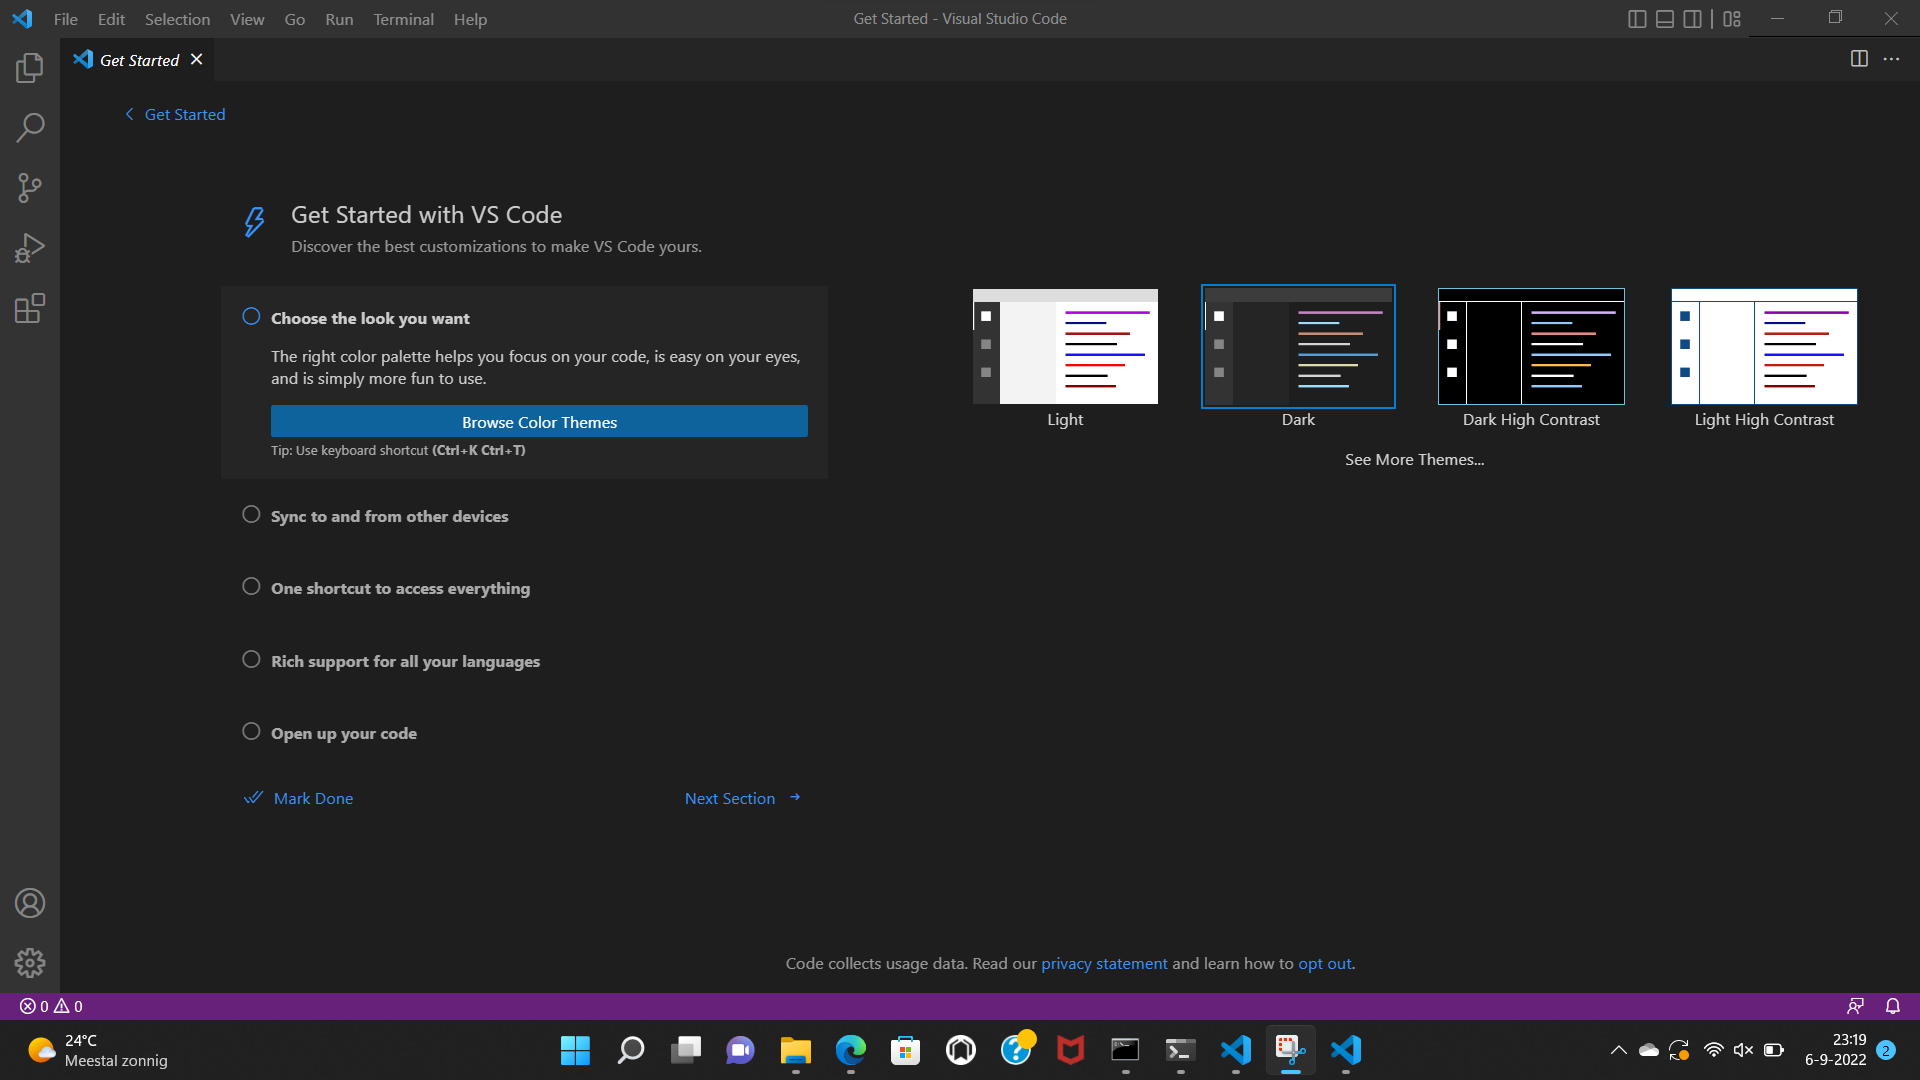 File Edit Selection View Go Run Terminal Help
Get Started - Visual Studio Code
Get Started
Get Started
Get Started with VS Code
Discover the best customizations to make VS Code yours.
Choose the look you want
The right color palette helps you focus on your code, is easy on your eyes,
and is simply more fun to use.
Browse Color Themes
Tip: Use keyboard shortcut (Ctrl+K Ctrl+T)
Light
Dark
Dark High Contrast
Light High Contrast
See More Themes...
Sync to and from other devices
One shortcut to access everything
Rich support for all your languages
Open up your code
Mark Done
Next Section
Code collects usage data. Read our privacy statement and learn how to opt out.
0 0
24°C
Meestal zonnig
23:19
6-9-2022
2